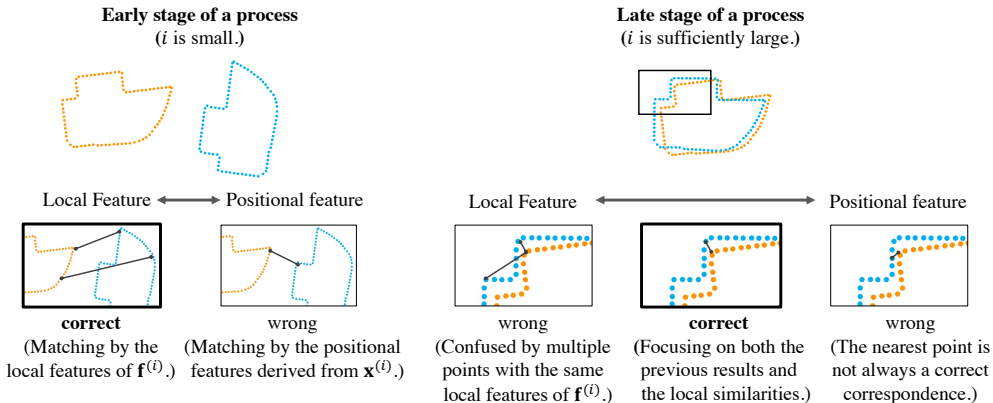 Early stage of a process
(i is small.)
Late stage of a process
(i is sufficiently large.)
Local Feature
Positional feature
Local Feature
Positional feature
correct
(Matching by the
local features of f^(i).)
wrong
(Matching by the positional
features derived from x^(i).)
wrong
(Confused by multiple
points with the same
local features of f^(i).)
correct
(Focusing on both the
previous results and
the local similarities.)
wrong
(The nearest point is
not always a correct
correspondence.)